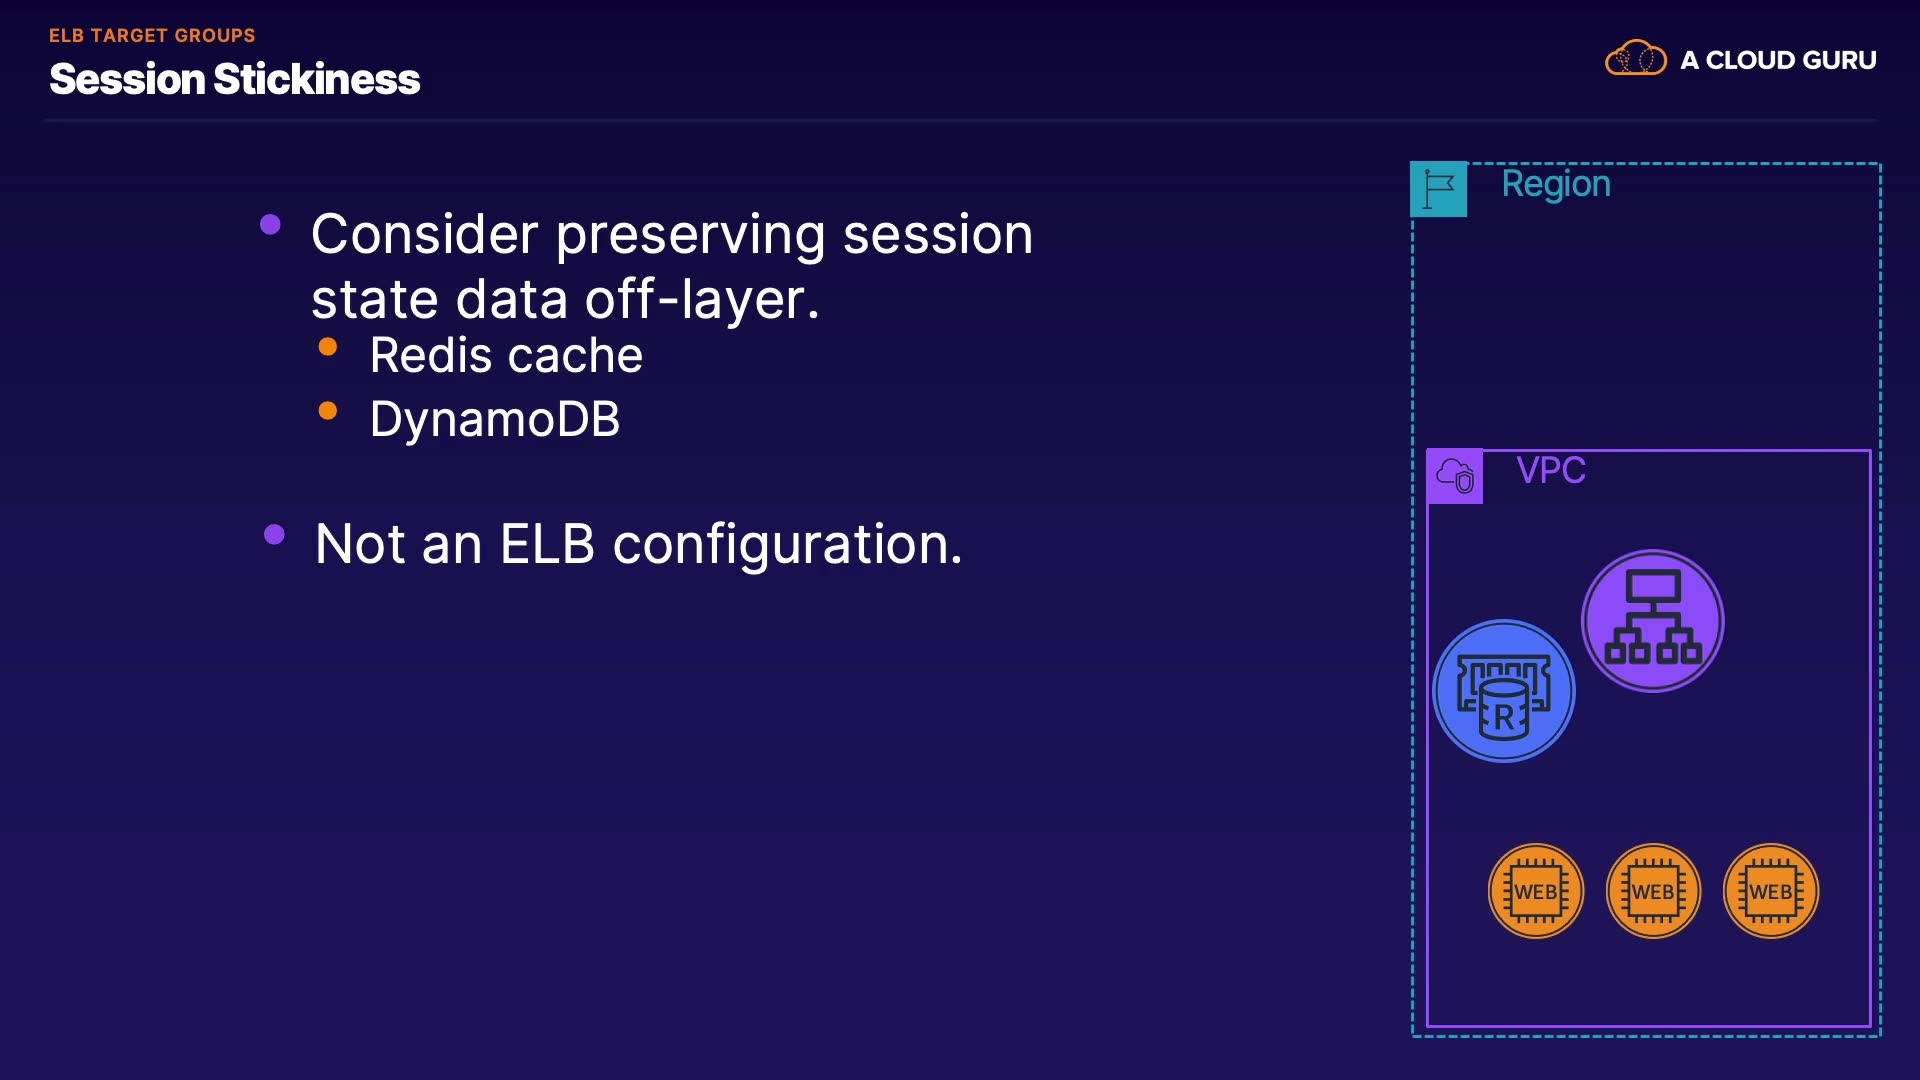 ELB TARGET GROUPS
Session Stickiness
A CLOUD GURU
Consider preserving session
state data off-layer.
Redis cache
DynamoDB
Not an ELB configuration.
Region
VPC
R
WEB
WEB
WEB